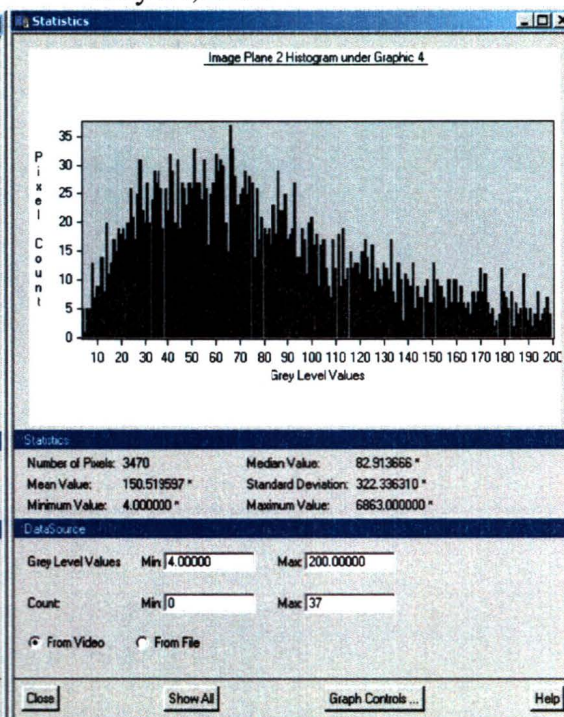 Statistics
Image Plane 2 Histogram under Graphic 4
Pixel Count
35
30
25
20
15
10
5
0
10 20 30 40 50 60 70 80 90 100 110 120 130 140 150 160 170 180 190 200
Grey Level Values
Statistics
Number of Pixels: 3470 Median Value: 82.913666 *
Mean Value: 150.519597 * Standard Deviation: 322.336310 *
Minimum Value: 4.000000 * Maximum Value: 6863.000000 *
DataSource
Grey Level Values Min 4.00000 Max 200.00000
Count: Min 0 Max 37
From Video From File
Close Show All Graph Controls ... Help